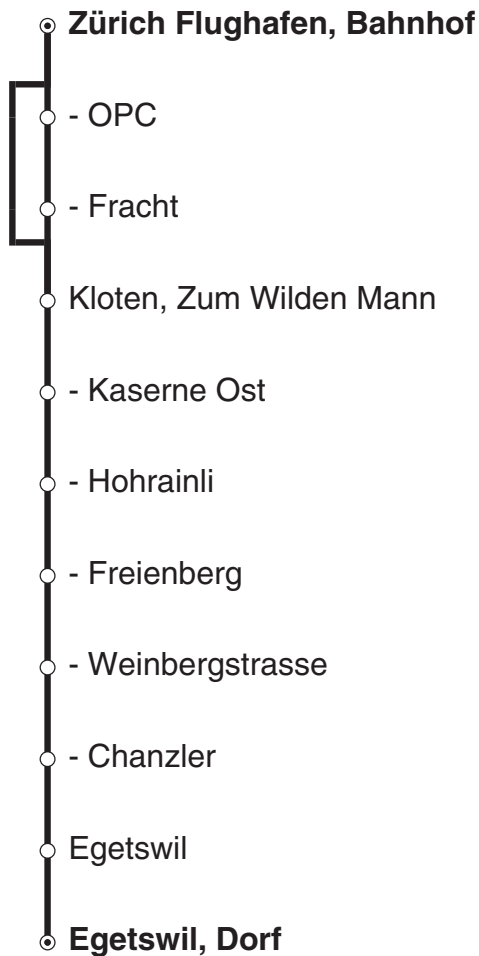 Zürich Flughafen, Bahnhof
- OPC
- Fracht
Kloten, Zum Wilden Mann
- Kaserne Ost
- Hohrainli
- Freienberg
- Weinbergstrasse
- Chanzler
Egetswil
Egetswil, Dorf